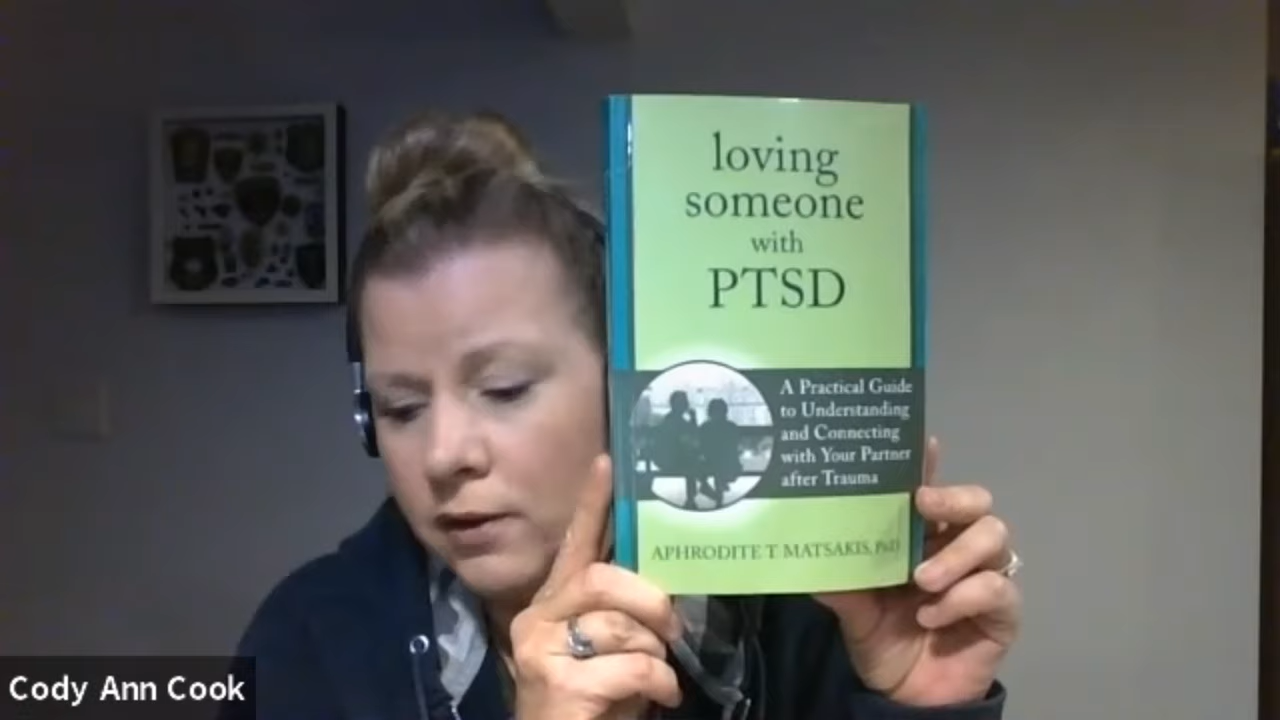 loving
someone
with
PTSD
A Practical Guide
to Understanding
and Connecting
with Your Partner
after Trauma
APHRODITE T. MATSAKIS, PhD
Cody Ann Cook